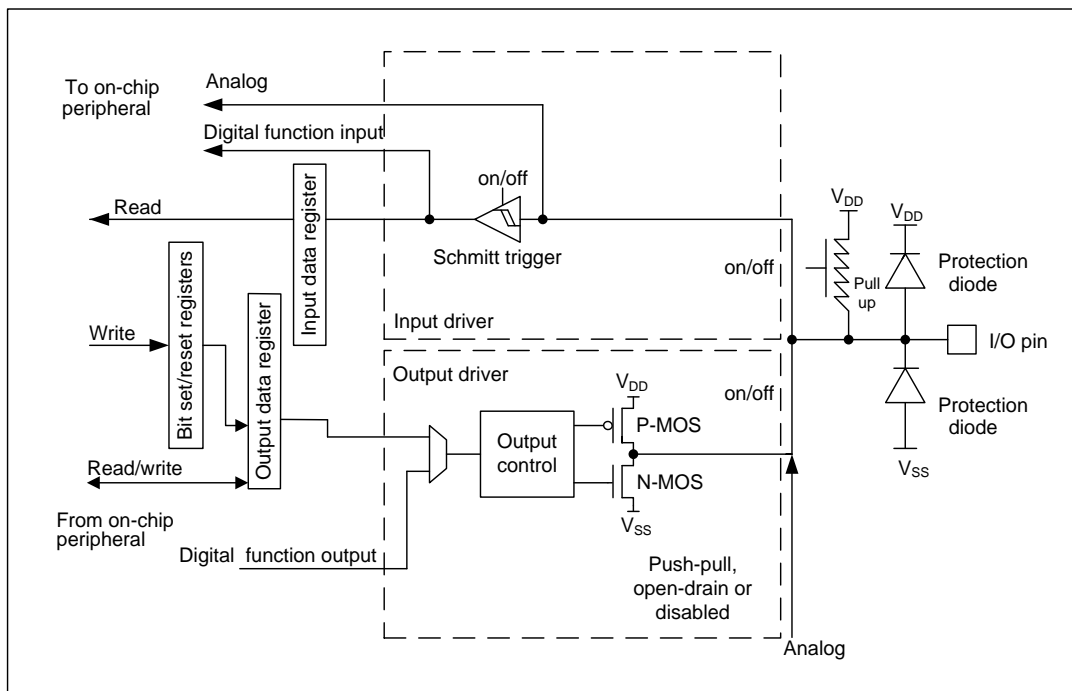 To on-chip
peripheral
Analog
Digital function input
on/off
Read
Input data register
Schmitt trigger
Input driver
on/off
V_DD
Pull
up
V_DD
Protection
diode
I/O pin
Protection
diode
V_SS
Write
Bit set/reset registers
Output data register
Read/write
From on-chip
peripheral
Digital function output
Output driver
Output
control
V_DD
P-MOS
N-MOS
V_SS
on/off
Push-pull,
open-drain or
disabled
Analog